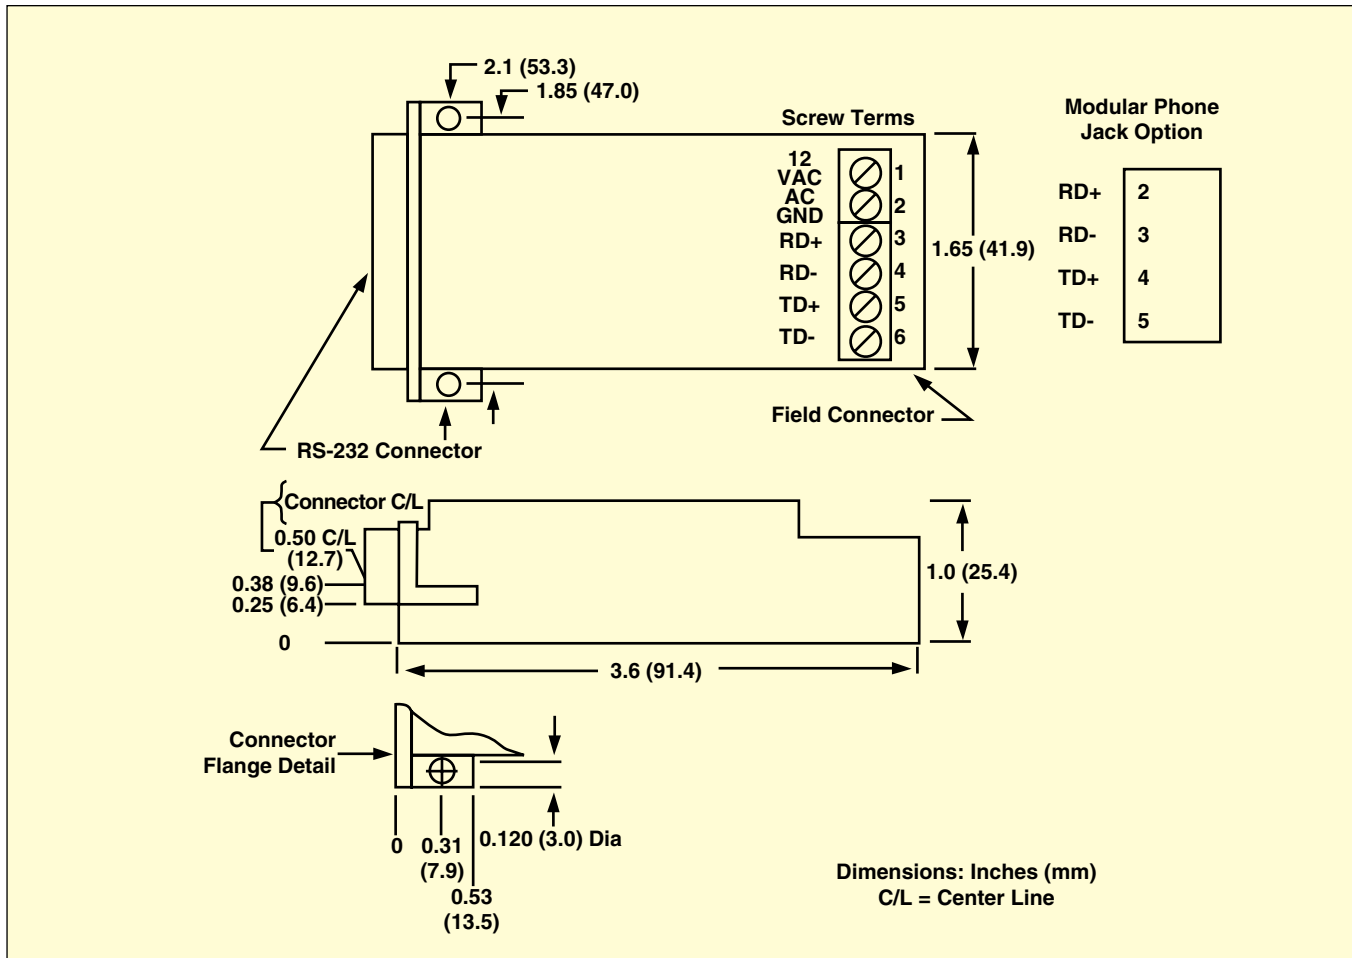 2.1 (53.3)
1.85 (47.0)
Screw Terms
12
VAC
AC
GND
RD+
RD-
TD+
TD-
1
2
3
4
5
6
1.65 (41.9)
Modular Phone
Jack Option
RD+ 2
RD- 3
TD+ 4
TD- 5
Field Connector
RS-232 Connector
Connector C/L
0.50 C/L
(12.7)
0.38 (9.6)
0.25 (6.4)
0
1.0 (25.4)
3.6 (91.4)
Connector
Flange Detail
0
0.31
(7.9)
0.53
(13.5)
0.120 (3.0) Dia
Dimensions: Inches (mm)
C/L = Center Line